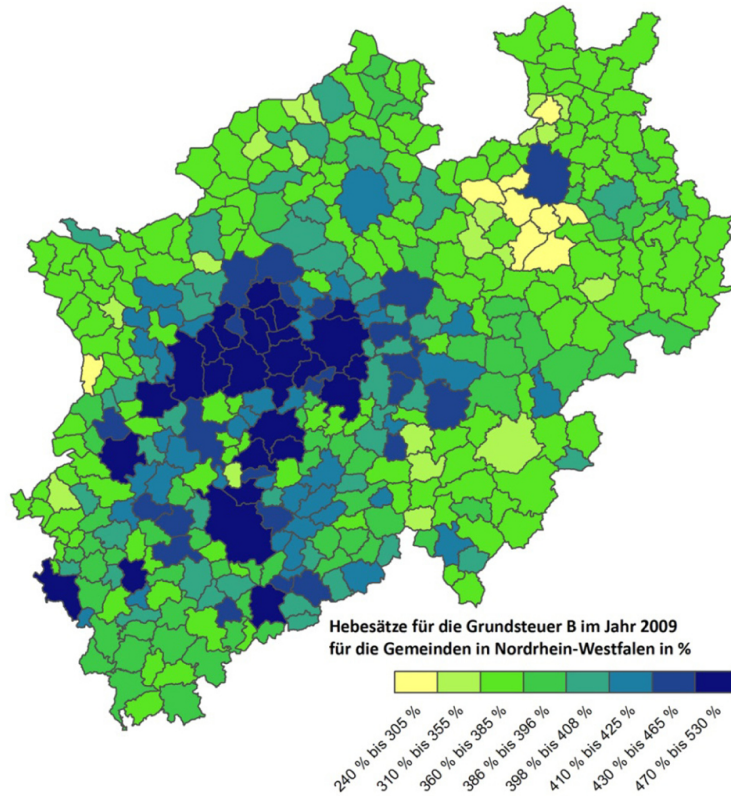 Hebesätze für die Grundsteuer B im Jahr 2009
für die Gemeinden in Nordrhein-Westfalen in %
240 % bis 305 %
310 % bis 355 %
360 % bis 385 %
386 % bis 396 %
398 % bis 408 %
410 % bis 425 %
430 % bis 465 %
470 % bis 530 %